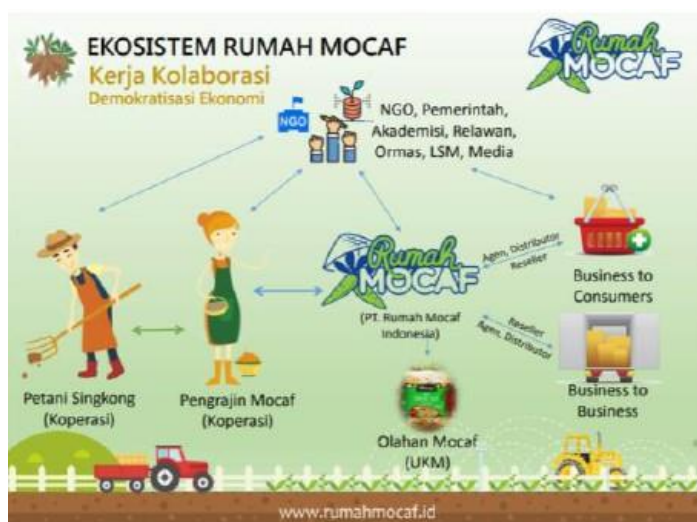 EKOSISTEM RUMAH MOCAF
Kerja Kolaborasi
Demokratisasi Ekonomi
Rumah
MOCAF
NGO
NGO, Pemerintah,
Akademisi, Relawan,
Ormas, LSM, Media
Rumah
MOCAF
(PT. Rumah Mocaf
Indonesia)
Agen, Distributor
Reseller
Business to
Consumers
Reseller
Agen, Distributor
Business to
Business
Petani Singkong
(Koperasi)
Pengrajin Mocaf
(Koperasi)
Olahan Mocaf
(UKM)
www.rumahmocaf.id